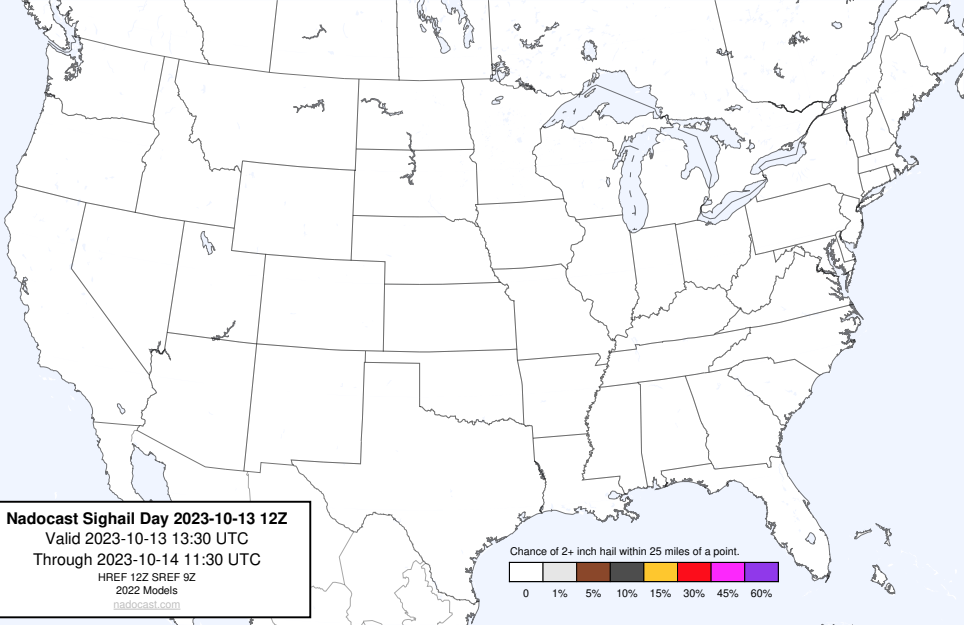 Nadocast Sighail Day 2023-10-13 12Z
Valid 2023-10-13 13:30 UTC
Through 2023-10-14 11:30 UTC
HREF 12Z SREF 9Z
2022 Models
nadocast.com
Chance of 2+ inch hail within 25 miles of a point.
0 1% 5% 10% 15% 30% 45% 60%